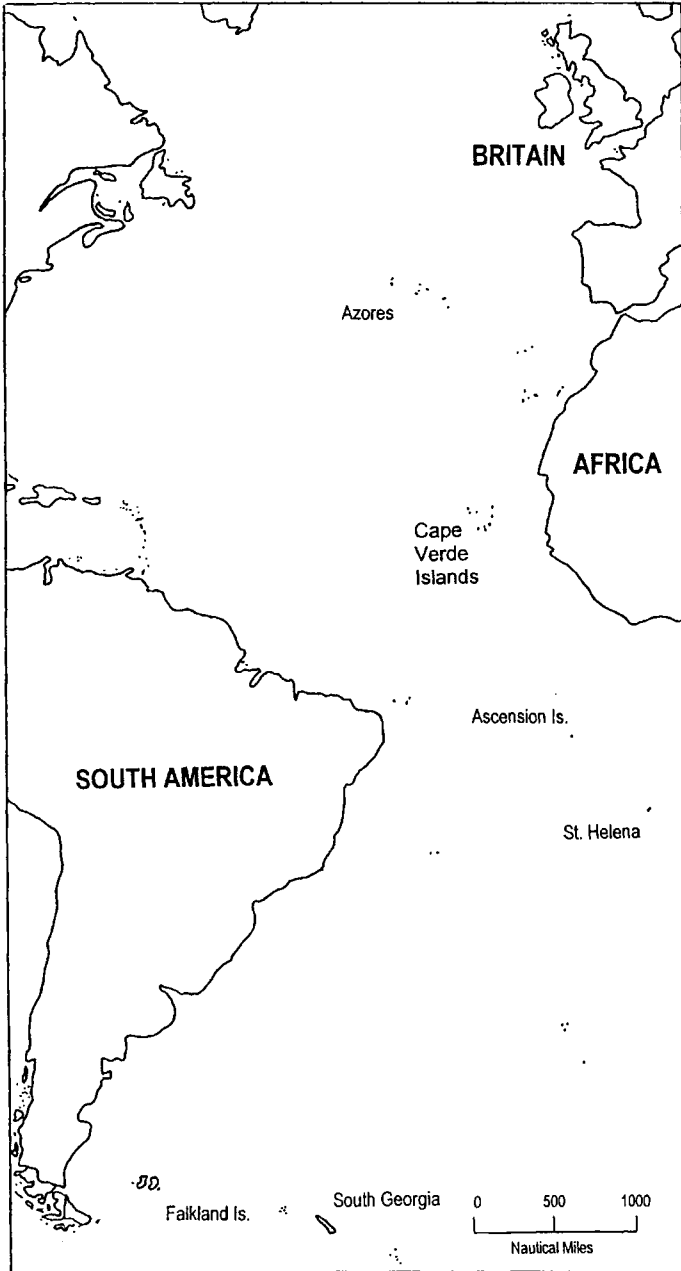 BRITAIN
Azores
AFRICA
Cape
Verde
Islands
Ascension Is.
SOUTH AMERICA
St. Helena
South Georgia
0 500 1000
Falkland Is.
Nautical Miles